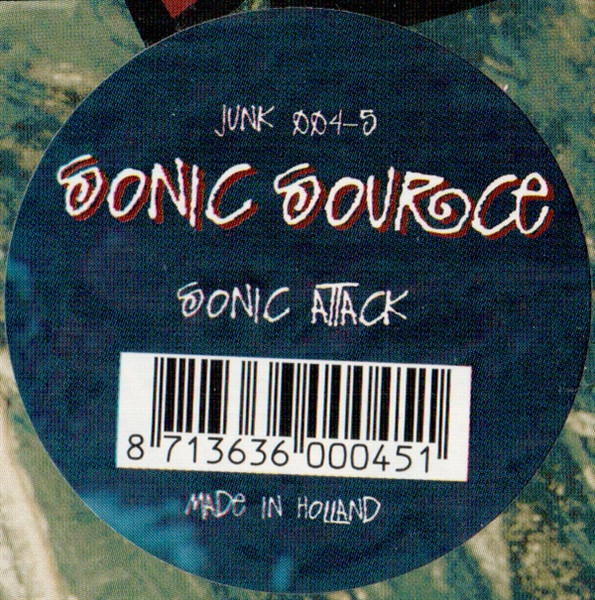 JUNK 004-5
SONIC SOURCE
SONIC ATTACK
8 713636 000451
MADE IN HOLLAND